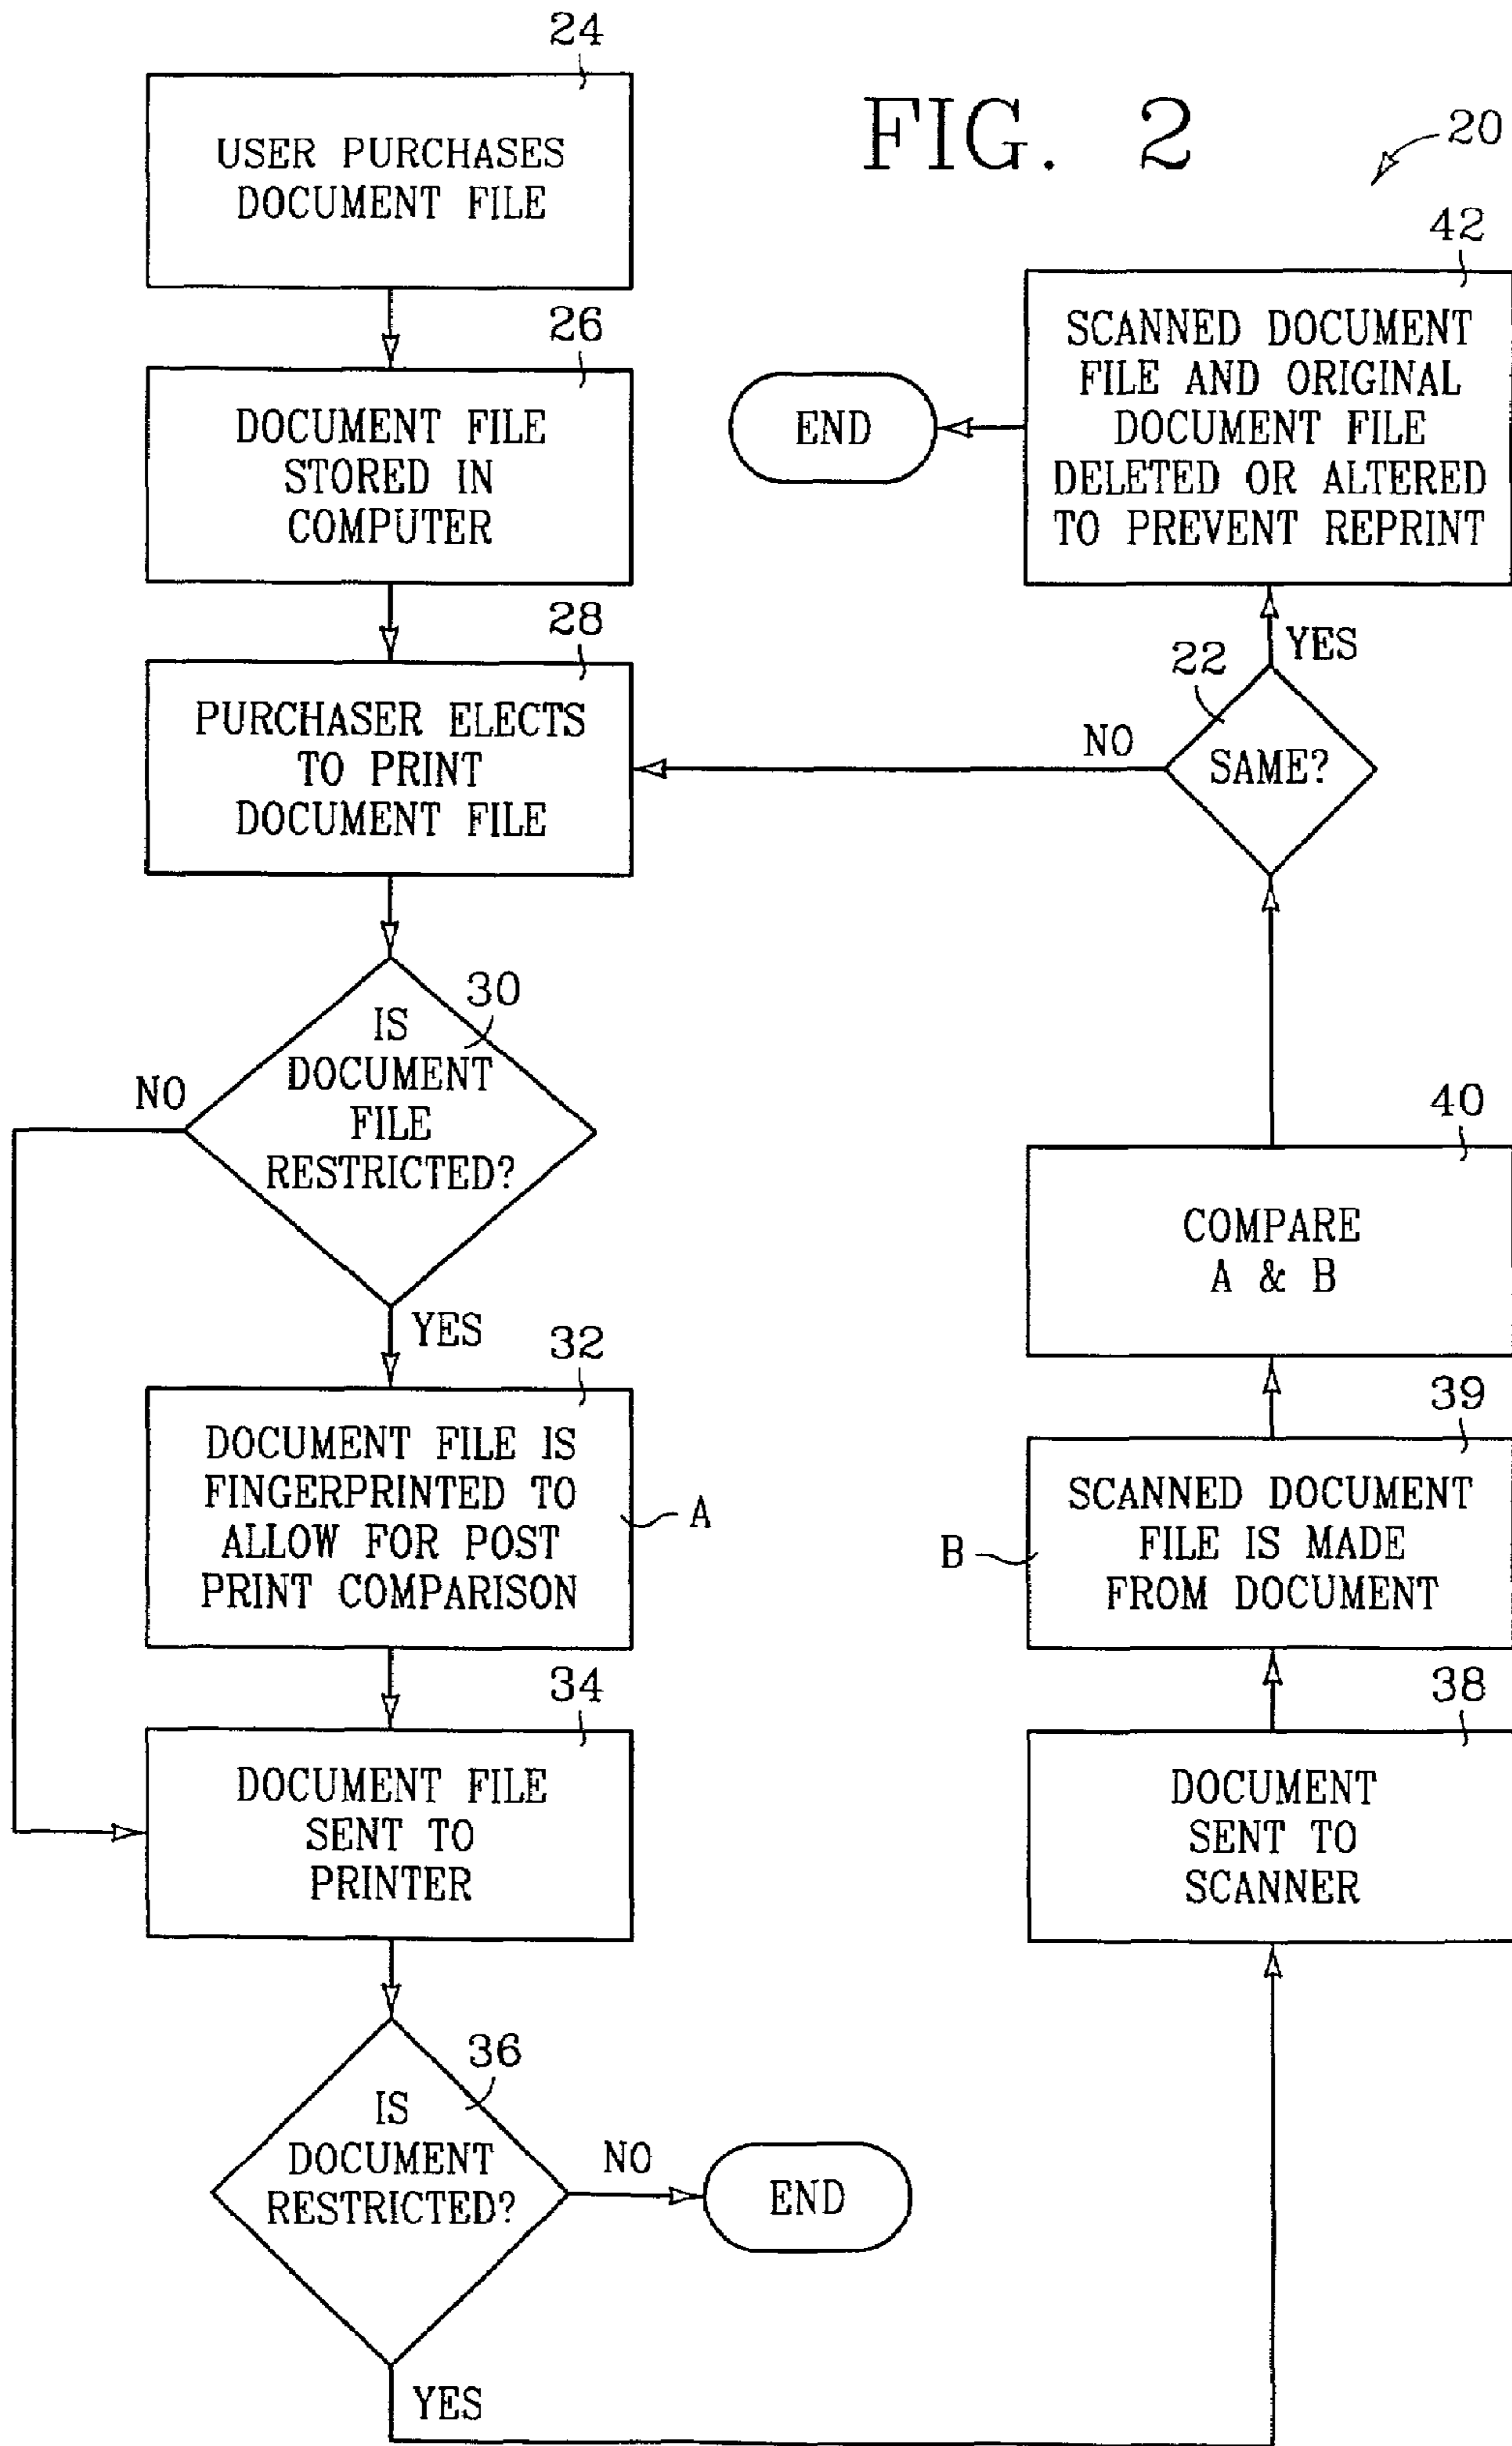 FIG. 2
20
24
USER PURCHASES
DOCUMENT FILE
26
DOCUMENT FILE
STORED IN
COMPUTER
28
PURCHASER ELECTS
TO PRINT
DOCUMENT FILE
30
IS
DOCUMENT
FILE
RESTRICTED?
NO
YES
32
DOCUMENT FILE IS
FINGERPRINTED TO
ALLOW FOR POST
PRINT COMPARISON
A
34
DOCUMENT FILE
SENT TO
PRINTER
36
IS
DOCUMENT
RESTRICTED?
NO
END
YES
38
DOCUMENT
SENT TO
SCANNER
39
SCANNED DOCUMENT
FILE IS MADE
FROM DOCUMENT
B
40
COMPARE
A & B
22
SAME?
NO
YES
42
SCANNED DOCUMENT
FILE AND ORIGINAL
DOCUMENT FILE
DELETED OR ALTERED
TO PREVENT REPRINT
END